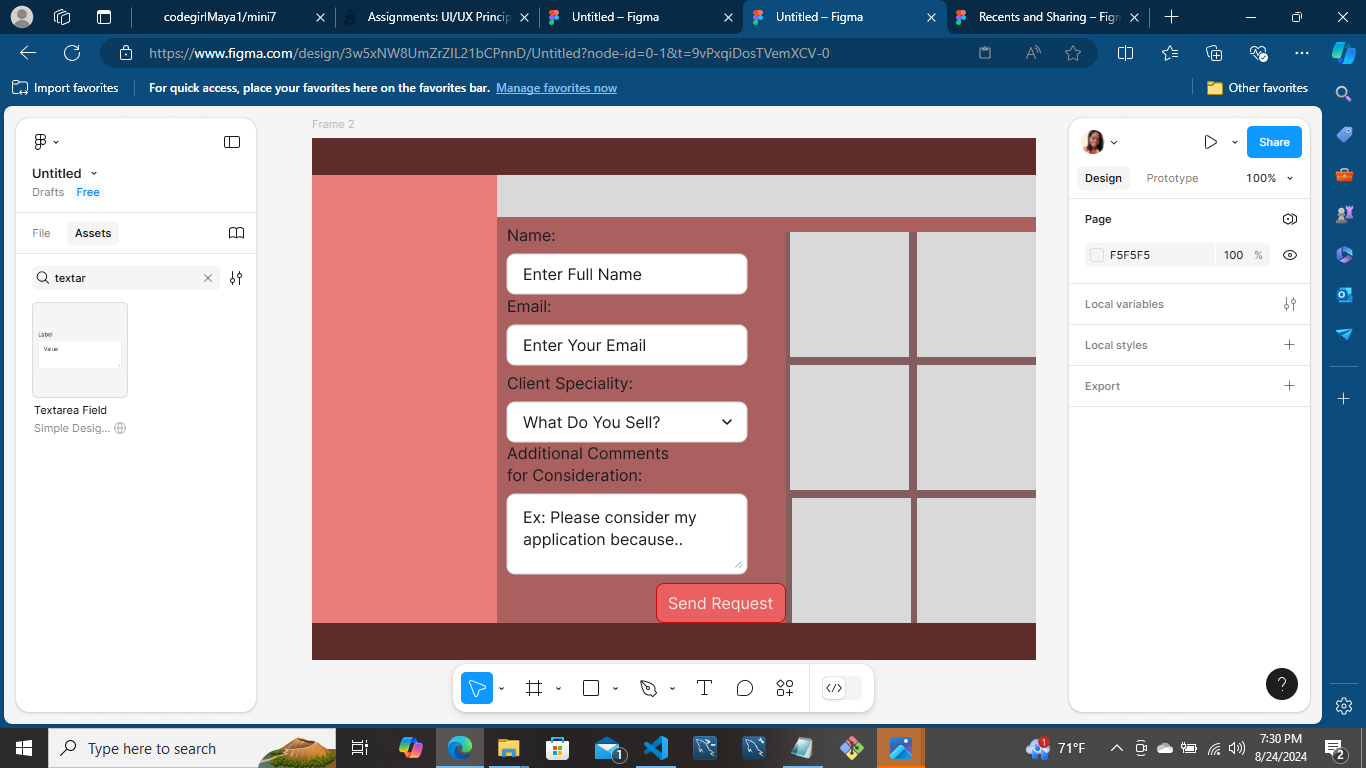 codegirlMaya1/mini7
Assignments: UI/UX Princip
Untitled – Figma
Untitled – Figma
Recents and Sharing – Figm
https://www.figma.com/design/3w5xNW8UmZrZIL21bCPnnD/Untitled?node-id=0-1&t=9vPxqiDosTVemXCV-0
Import favorites
For quick access, place your favorites here on the favorites bar. Manage favorites now
Other favorites
Untitled
Drafts Free
File Assets
textar
Label
Value
Textarea Field
Simple Desig...
Frame 2
Name:
Enter Full Name
Email:
Enter Your Email
Client Speciality:
What Do You Sell?
Additional Comments
for Consideration:
Ex: Please consider my
application because..
Send Request
Share
Design Prototype 100%
Page
F5F5F5 100 %
Local variables
Local styles
Export
?
Type here to search
1
1
71°F
7:30 PM
8/24/2024
2